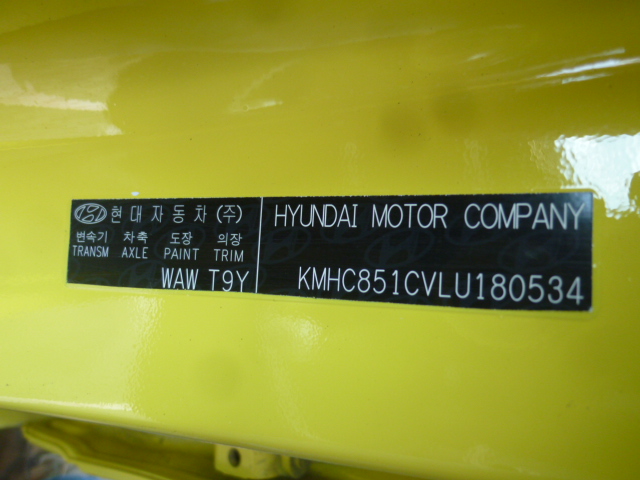 현대자동차(주)
변속기 차축 도장 의장
TRANSM AXLE PAINT TRIM
WAW T9Y
HYUNDAI MOTOR COMPANY
KMHC851CVLU180534